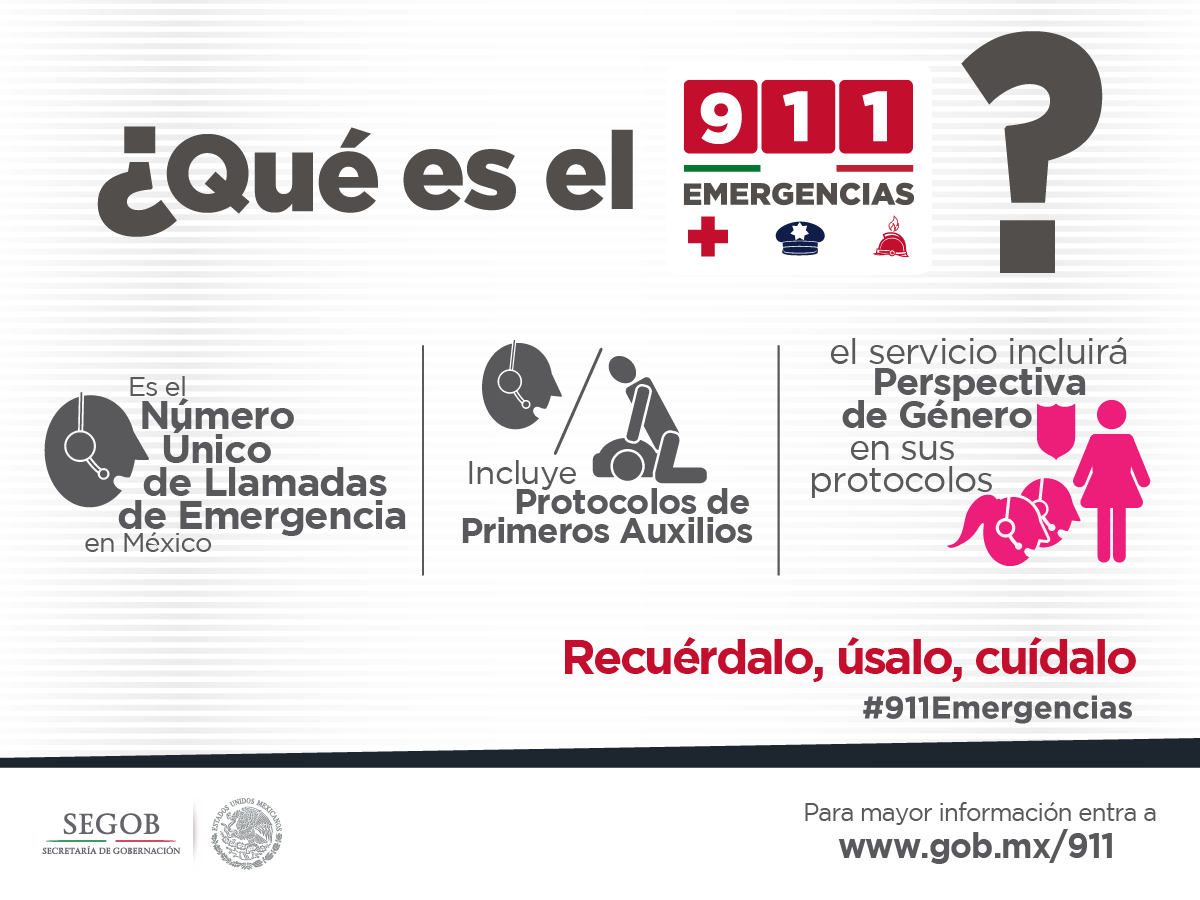 ¿Qué es el 911 ?
EMERGENCIAS
Es el
Número
Único
de Llamadas
de Emergencia
en México
Incluye
Protocolos de
Primeros Auxilios
el servicio incluirá
Perspectiva
de Género
en sus
protocolos
Recuérdalo, úsalo, cuídalo
#911Emergencias
SEGOB
SECRETARÍA DE GOBERNACIÓN
ESTADOS UNIDOS MEXICANOS
Para mayor información entra a
www.gob.mx/911